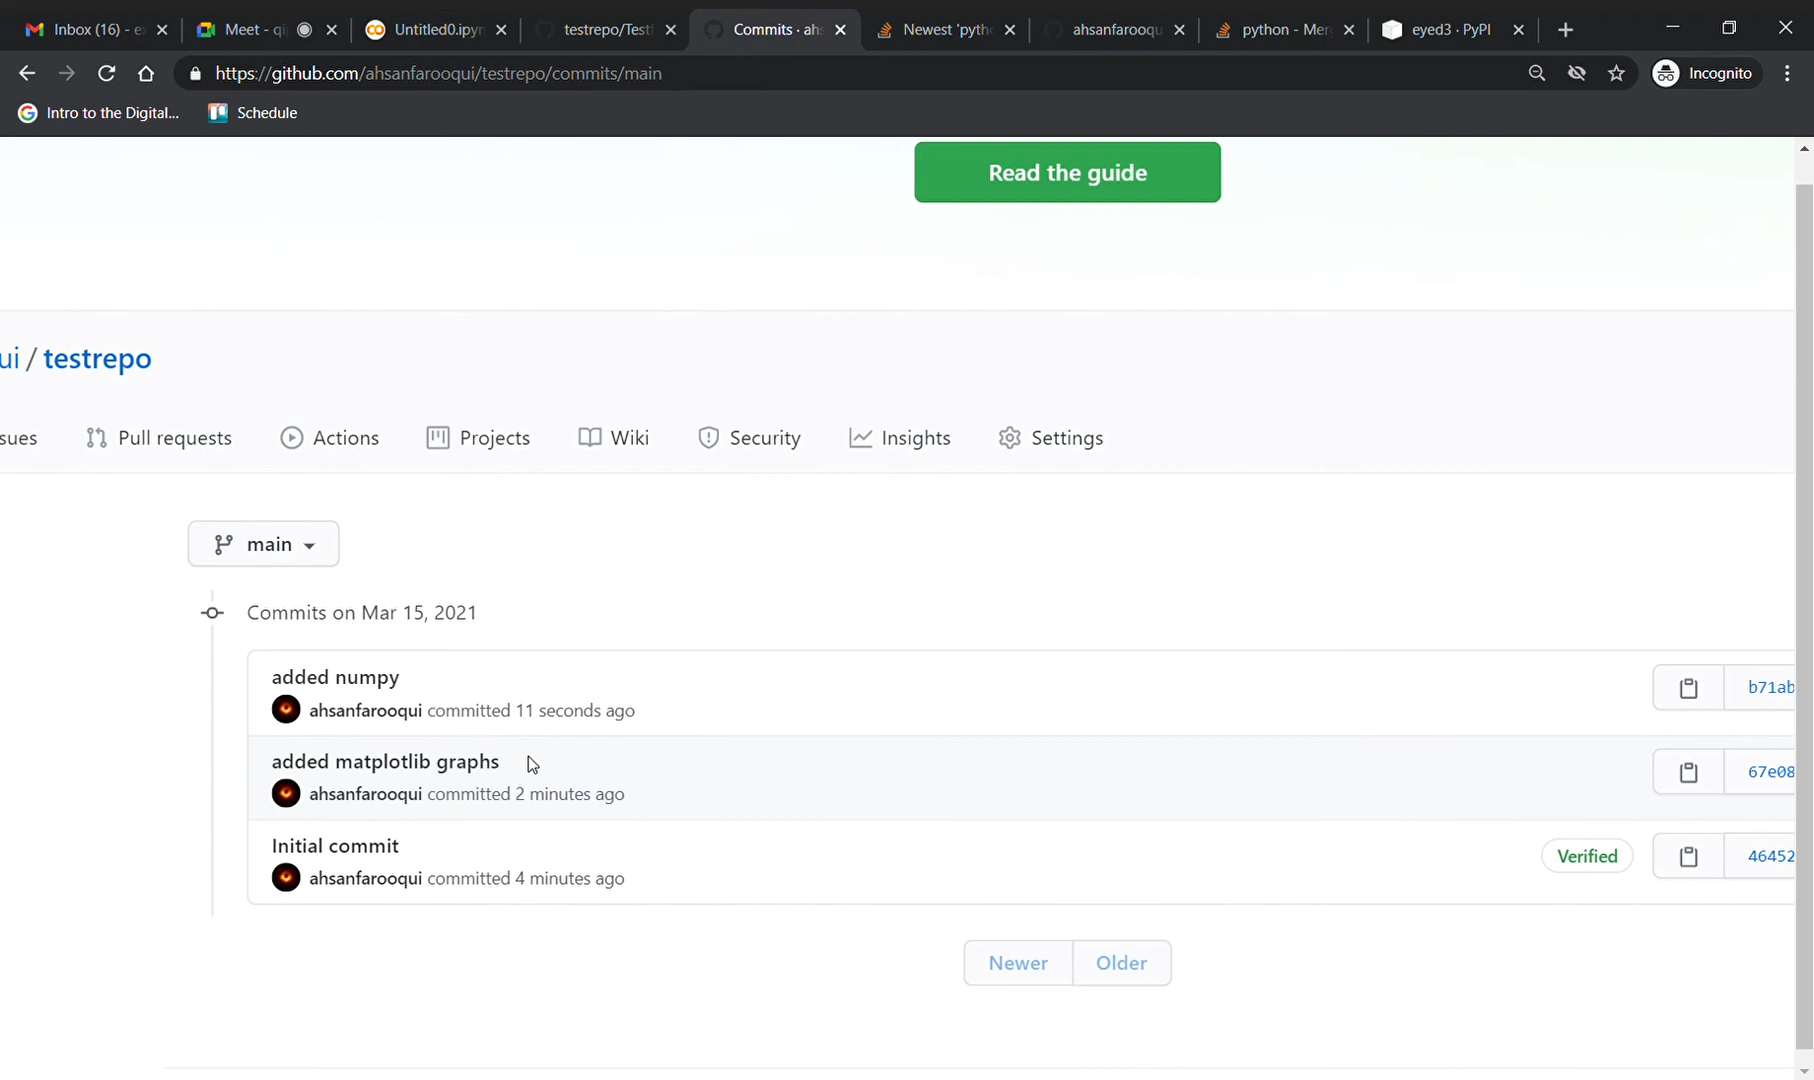 Inbox (16) - e
Meet - qi
Untitled0.ipyn
testrepo/Test
Commits · ahs
Newest 'pytho
ahsanfarooqu
python - Mer
eyed3 · PyPI
https://github.com/ahsanfarooqui/testrepo/commits/main
Incognito
Intro to the Digital...
Schedule
Read the guide
ui / testrepo
sues
Pull requests
Actions
Projects
Wiki
Security
Insights
Settings
main
Commits on Mar 15, 2021
added numpy
b71ab
ahsanfarooqui committed 11 seconds ago
added matplotlib graphs
67e08
ahsanfarooqui committed 2 minutes ago
Initial commit
Verified
46452
ahsanfarooqui committed 4 minutes ago
Newer
Older